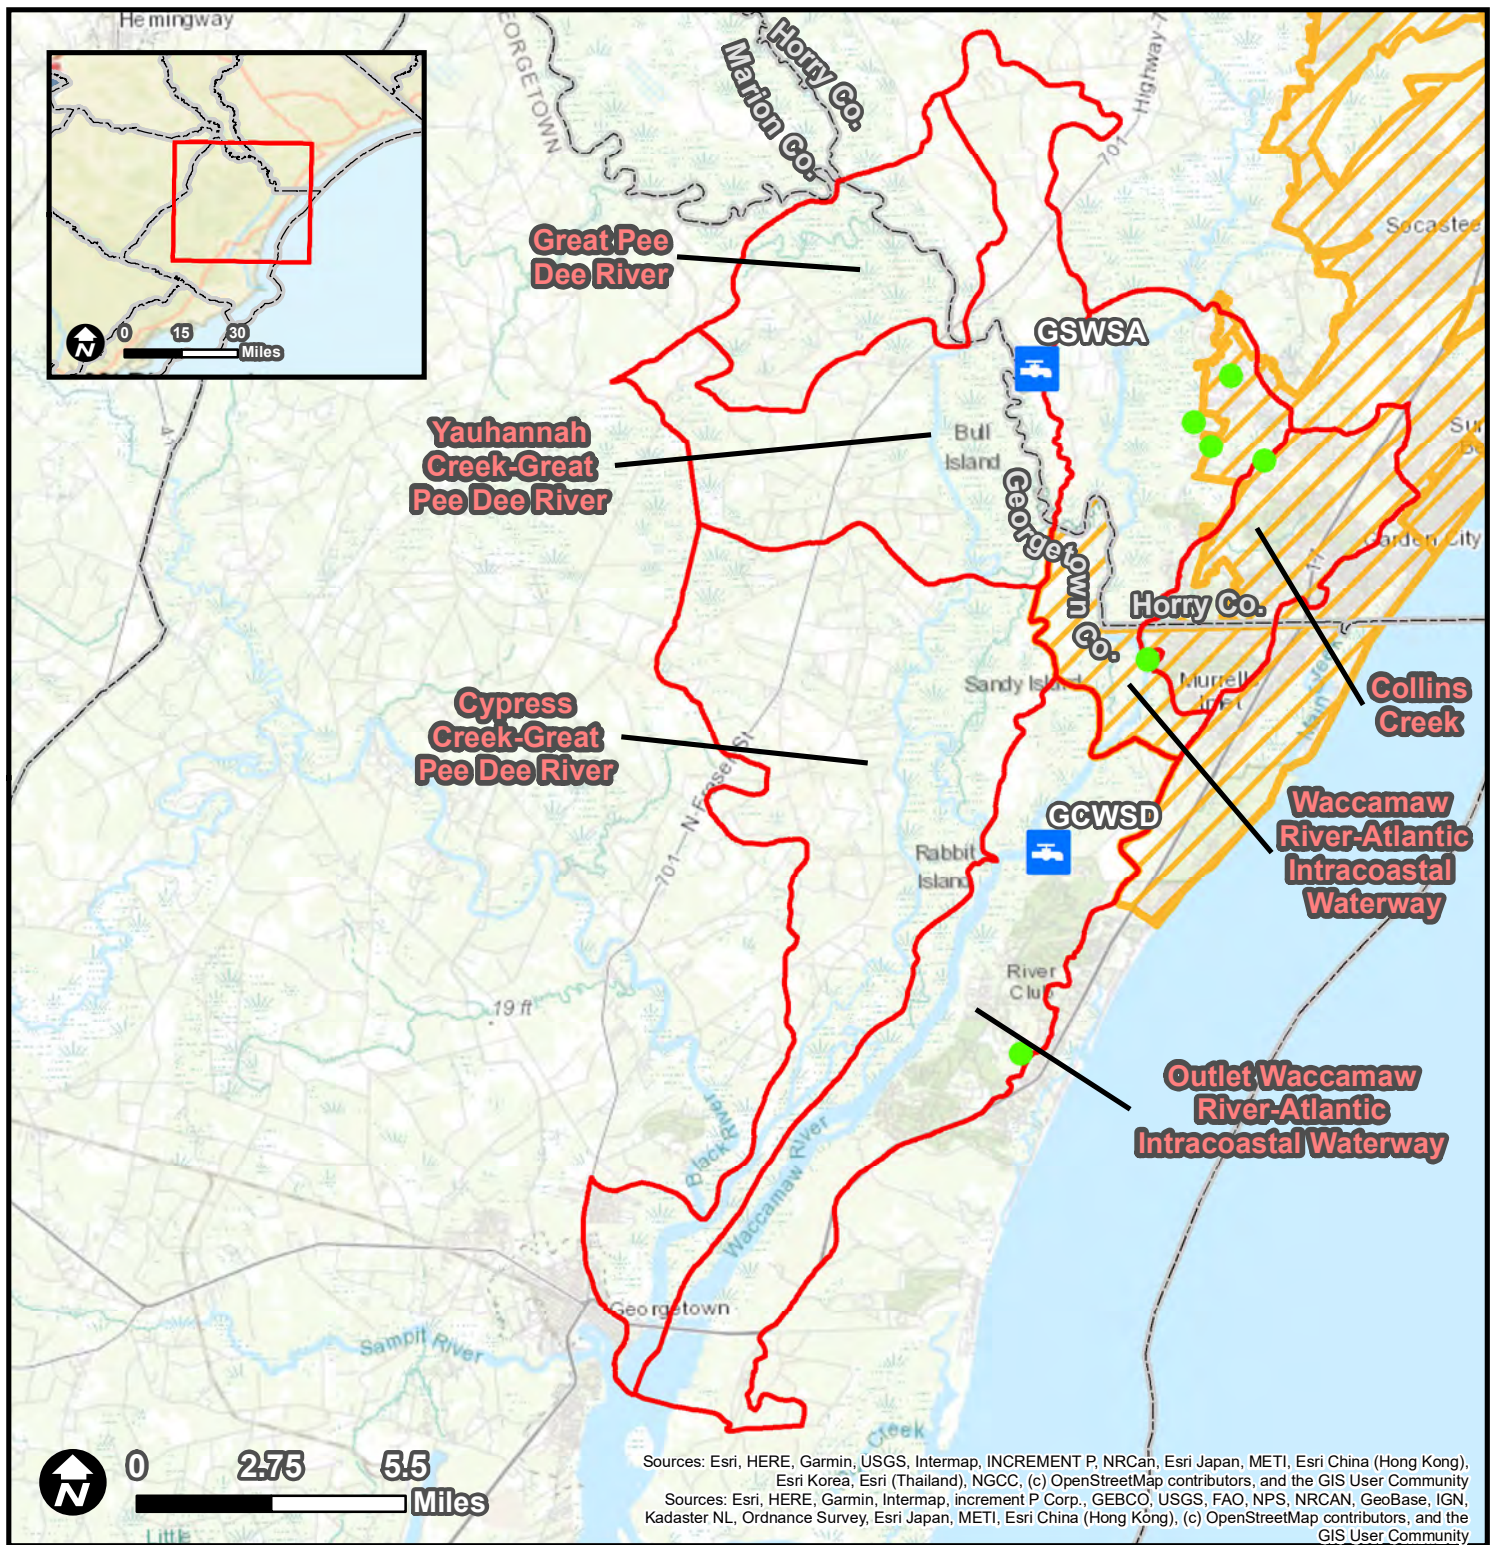 Hemingway
GEORGETOWN
Horry Co.
Marion Co.
Highway-7
701
Socastee
0 15 30
Miles
N
Great Pee
Dee River
GSWSA
41
Yauhannah
Creek-Great
Pee Dee River
Bull
Island
Georgetown Co.
Garden City
17
Horry Co.
Sandy Island
Murrells
Inlet
Main Creek
Collins
Creek
Cypress
Creek-Great
Pee Dee River
N-Fraser-St
701
Waccamaw
River-Atlantic
Intracoastal
Waterway
GCWSD
Rabbit
Island
River
Club
19 ft
Outlet Waccamaw
River-Atlantic
Intracoastal Waterway
Black River
Waccamaw River
Georgetown
Sampit River
Creek
N
0 2.75 5.5
Miles
Little
Sources: Esri, HERE, Garmin, USGS, Intermap, INCREMENT P, NRCan, Esri Japan, METI, Esri China (Hong Kong),
Esri Korea, Esri (Thailand), NGCC, (c) OpenStreetMap contributors, and the GIS User Community
Sources: Esri, HERE, Garmin, Intermap, increment P Corp., GEBCO, USGS, FAO, NPS, NRCAN, GeoBase, IGN,
Kadaster NL, Ordnance Survey, Esri Japan, METI, Esri China (Hong Kong), (c) OpenStreetMap contributors, and the
GIS User Community